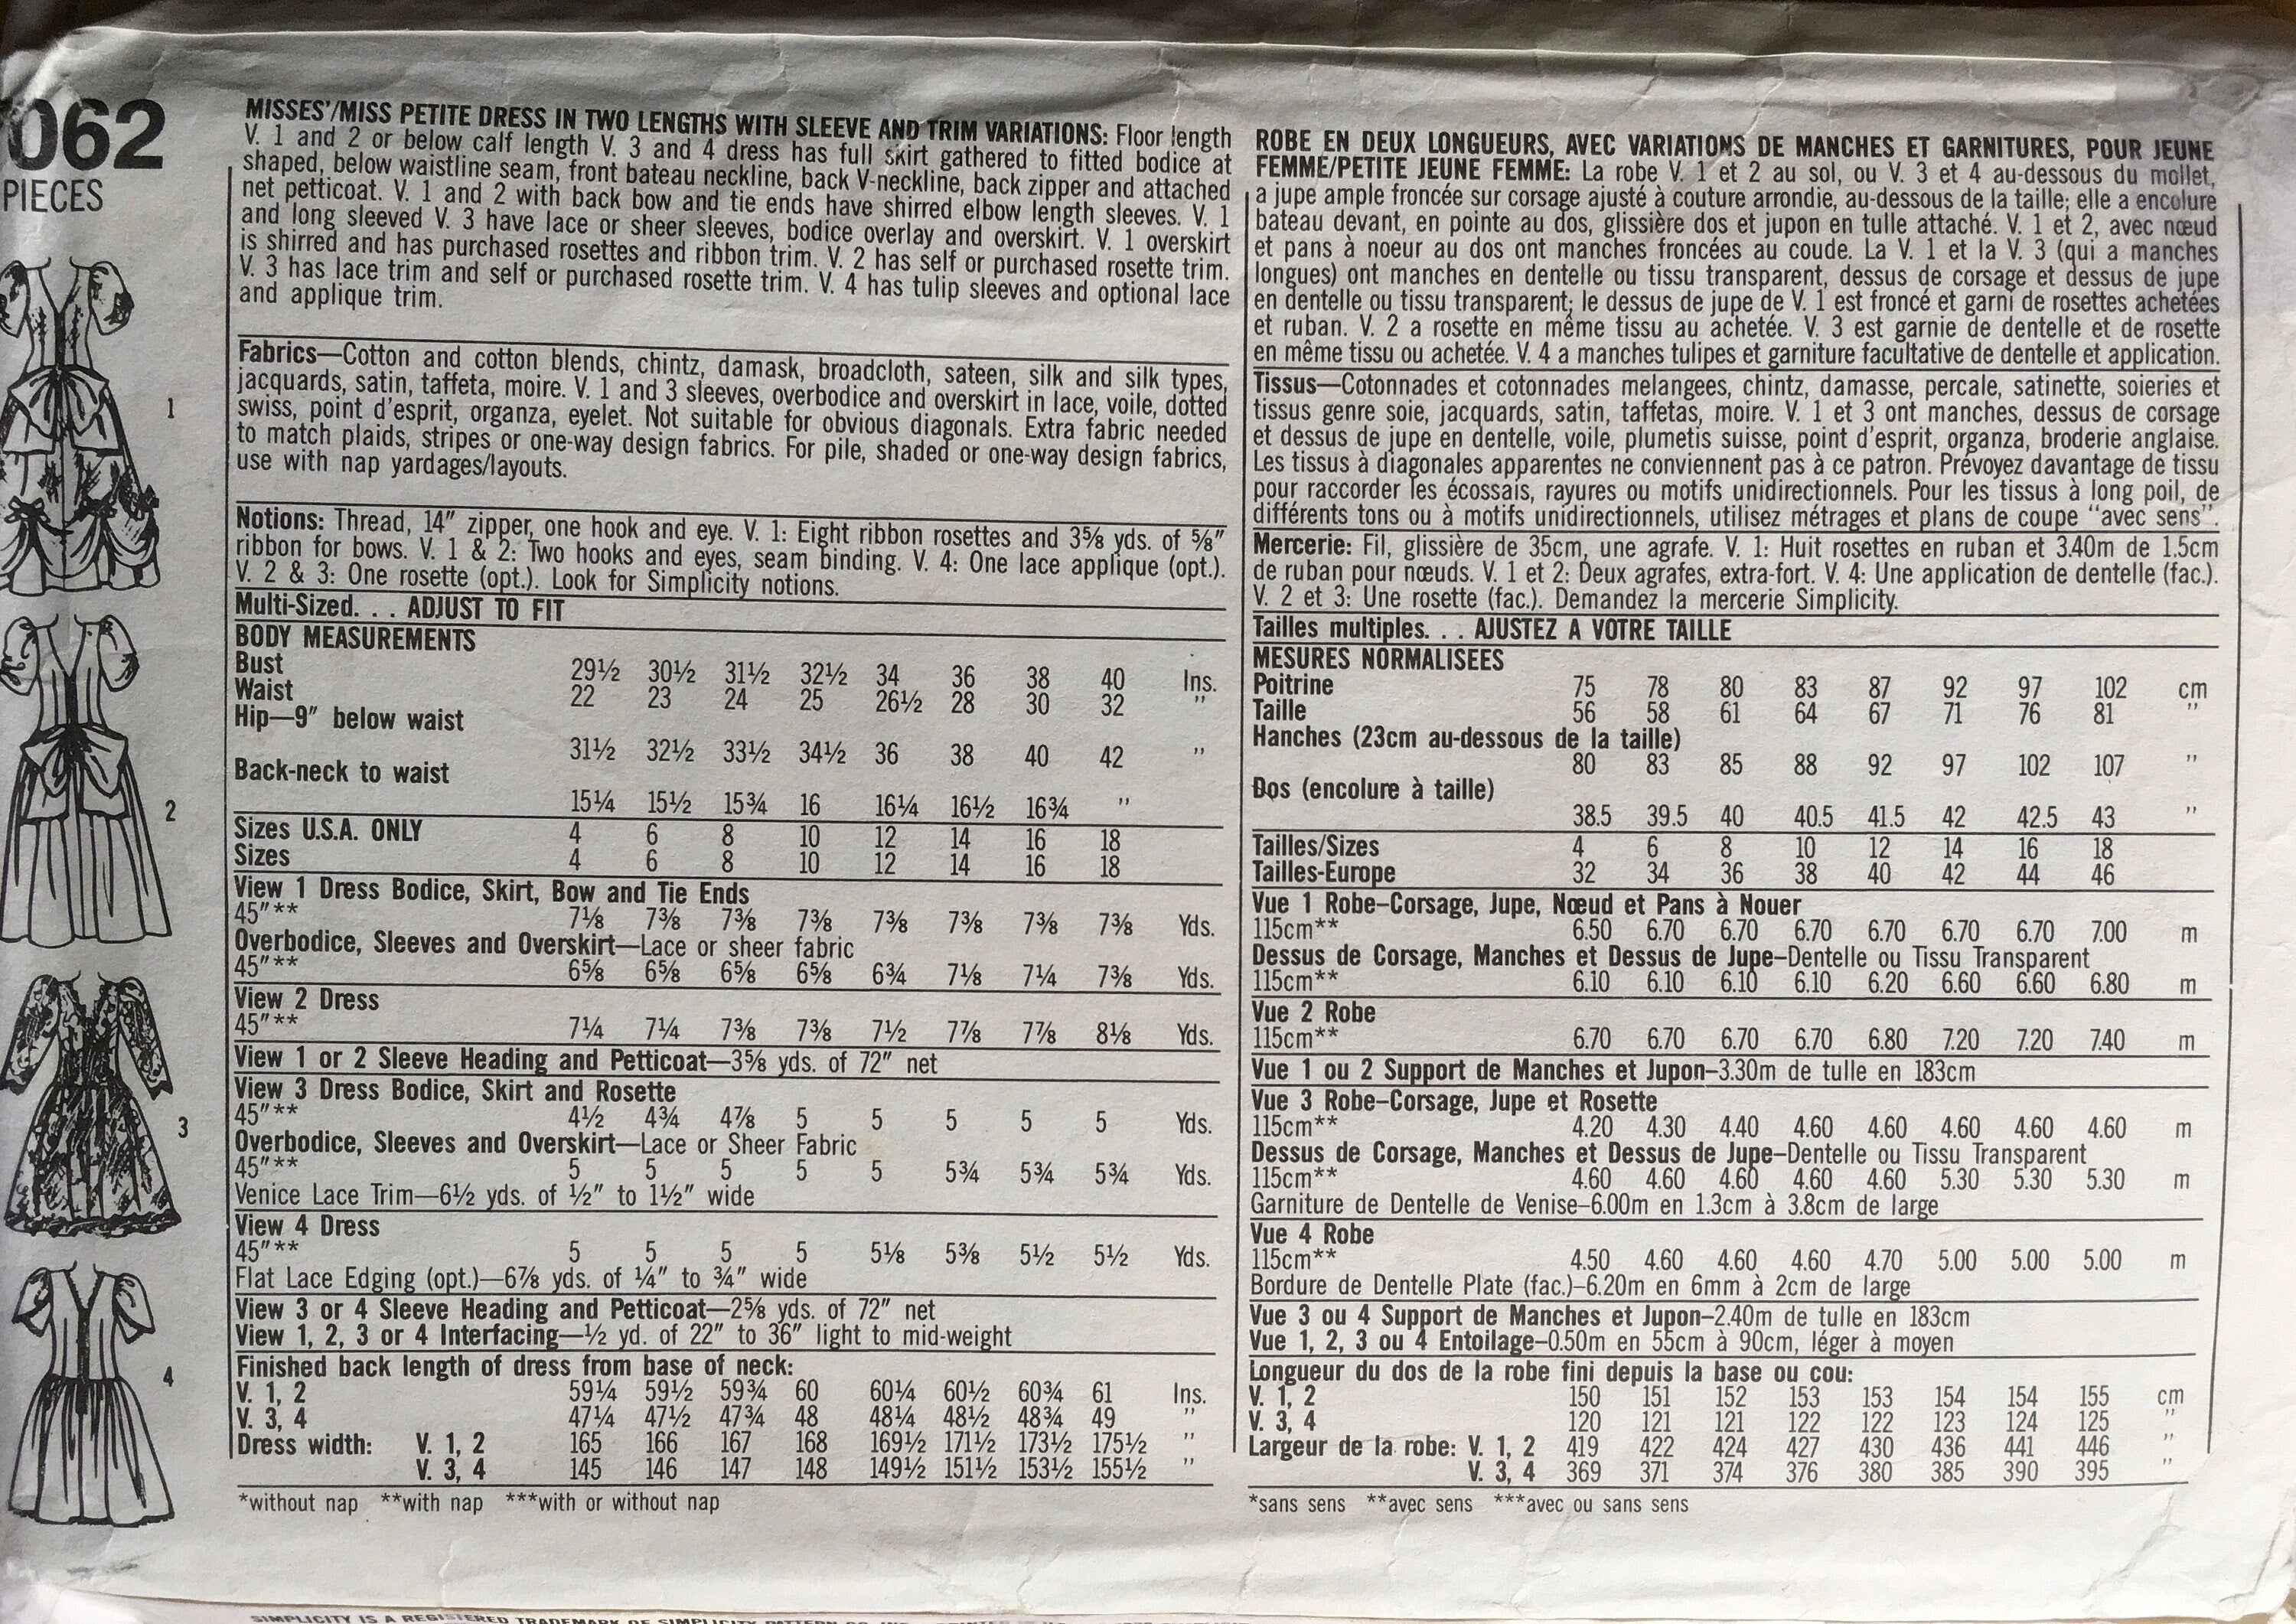 062
PIECES
1
2
3
4
MISSES'/MISS PETITE DRESS IN TWO LENGTHS WITH SLEEVE AND TRIM VARIATIONS: Floor length
V. 1 and 2 or below calf length V. 3 and 4 dress has full skirt gathered to fitted bodice at
shaped, below waistline seam, front bateau neckline, back V-neckline, back zipper and attached
net petticoat. V. 1 and 2 with back bow and tie ends have shirred elbow length sleeves. V. 1
and long sleeved V. 3 have lace or sheer sleeves, bodice overlay and overskirt. V. 1 overskirt
is shirred and has purchased rosettes and ribbon trim. V. 2 has self or purchased rosette trim.
V. 3 has lace trim and self or purchased rosette trim. V. 4 has tulip sleeves and optional lace
and applique trim.
Fabrics—Cotton and cotton blends, chintz, damask, broadcloth, sateen, silk and silk types,
jacquards, satin, taffeta, moire. V. 1 and 3 sleeves, overbodice and overskirt in lace, voile, dotted
swiss, point d'esprit, organza, eyelet. Not suitable for obvious diagonals. Extra fabric needed
to match plaids, stripes or one-way design fabrics. For pile, shaded or one-way design fabrics,
use with nap yardages/layouts.
Notions: Thread, 14" zipper, one hook and eye. V. 1: Eight ribbon rosettes and 3⅝ yds. of ⅝"
ribbon for bows. V. 1 & 2: Two hooks and eyes, seam binding. V. 4: One lace applique (opt.).
V. 2 & 3: One rosette (opt.). Look for Simplicity notions.
Multi-Sized. . . ADJUST TO FIT
BODY MEASUREMENTS
Bust 29½ 30½ 31½ 32½ 34 36 38 40 Ins.
Waist 22 23 24 25 26½ 28 30 32 "
Hip—9" below waist
31½ 32½ 33½ 34½ 36 38 40 42 "
Back-neck to waist
15¼ 15½ 15¾ 16 16¼ 16½ 16¾ "
Sizes U.S.A. ONLY 4 6 8 10 12 14 16 18
Sizes 4 6 8 10 12 14 16 18
View 1 Dress Bodice, Skirt, Bow and Tie Ends
45"** 7⅛ 7⅜ 7⅜ 7⅜ 7⅜ 7⅜ 7⅜ 7⅜ Yds.
Overbodice, Sleeves and Overskirt—Lace or sheer fabric
45"** 6⅝ 6⅝ 6⅝ 6⅝ 6¾ 7⅛ 7¼ 7⅜ Yds.
View 2 Dress
45"** 7¼ 7¼ 7⅜ 7⅜ 7½ 7⅞ 7⅞ 8⅛ Yds.
View 1 or 2 Sleeve Heading and Petticoat—3⅝ yds. of 72" net
View 3 Dress Bodice, Skirt and Rosette
45"** 4½ 4¾ 4⅞ 5 5 5 5 5 Yds.
Overbodice, Sleeves and Overskirt—Lace or Sheer Fabric
45"** 5 5 5 5 5 5¾ 5¾ 5¾ Yds.
Venice Lace Trim—6½ yds. of ½" to 1½" wide
View 4 Dress
45"** 5 5 5 5 5⅛ 5⅜ 5½ 5½ Yds.
Flat Lace Edging (opt.)—6⅞ yds. of ¼" to ¾" wide
View 3 or 4 Sleeve Heading and Petticoat—2⅝ yds. of 72" net
View 1, 2, 3 or 4 Interfacing—½ yd. of 22" to 36" light to mid-weight
Finished back length of dress from base of neck:
V. 1, 2 59¼ 59½ 59¾ 60 60¼ 60½ 60¾ 61 Ins.
V. 3, 4 47¼ 47½ 47¾ 48 48¼ 48½ 48¾ 49 "
Dress width: V. 1, 2 165 166 167 168 169½ 171½ 173½ 175½ "
V. 3, 4 145 146 147 148 149½ 151½ 153½ 155½ "
*without nap **with nap ***with or without nap
ROBE EN DEUX LONGUEURS, AVEC VARIATIONS DE MANCHES ET GARNITURES, POUR JEUNE
FEMME/PETITE JEUNE FEMME: La robe V. 1 et 2 au sol, ou V. 3 et 4 au-dessous du mollet,
a jupe ample froncée sur corsage ajusté à couture arrondie, au-dessous de la taille; elle a encolure
bateau devant, en pointe au dos, glissière dos et jupon en tulle attaché. V. 1 et 2, avec nœud
et pans à noeur au dos ont manches froncées au coude. La V. 1 et la V. 3 (qui a manches
longues) ont manches en dentelle ou tissu transparent, dessus de corsage et dessus de jupe
en dentelle ou tissu transparent; le dessus de jupe de V. 1 est froncé et garni de rosettes achetées
et ruban. V. 2 a rosette en même tissu au achetée. V. 3 est garnie de dentelle et de rosette
en même tissu ou achetée. V. 4 a manches tulipes et garniture facultative de dentelle et application.
Tissus—Cotonnades et cotonnades melangees, chintz, damasse, percale, satinette, soieries et
tissus genre soie, jacquards, satin, taffetas, moire. V. 1 et 3 ont manches, dessus de corsage
et dessus de jupe en dentelle, voile, plumetis suisse, point d'esprit, organza, broderie anglaise.
Les tissus à diagonales apparentes ne conviennent pas à ce patron. Prévoyez davantage de tissu
pour raccorder les écossais, rayures ou motifs unidirectionnels. Pour les tissus à long poil, de
différents tons ou à motifs unidirectionnels, utilisez métrages et plans de coupe "avec sens".
Mercerie: Fil, glissière de 35cm, une agrafe. V. 1: Huit rosettes en ruban et 3.40m de 1.5cm
de ruban pour nœuds. V. 1 et 2: Deux agrafes, extra-fort. V. 4: Une application de dentelle (fac.).
V. 2 et 3: Une rosette (fac.). Demandez la mercerie Simplicity.
Tailles multiples. . . AJUSTEZ A VOTRE TAILLE
MESURES NORMALISEES
Poitrine 75 78 80 83 87 92 97 102 cm
Taille 56 58 61 64 67 71 76 81 "
Hanches (23cm au-dessous de la taille)
80 83 85 88 92 97 102 107 "
Dos (encolure à taille)
38.5 39.5 40 40.5 41.5 42 42.5 43 "
Tailles/Sizes 4 6 8 10 12 14 16 18
Tailles-Europe 32 34 36 38 40 42 44 46
Vue 1 Robe–Corsage, Jupe, Nœud et Pans à Nouer
115cm** 6.50 6.70 6.70 6.70 6.70 6.70 6.70 7.00 m
Dessus de Corsage, Manches et Dessus de Jupe–Dentelle ou Tissu Transparent
115cm** 6.10 6.10 6.10 6.10 6.20 6.60 6.60 6.80 m
Vue 2 Robe
115cm** 6.70 6.70 6.70 6.70 6.80 7.20 7.20 7.40 m
Vue 1 ou 2 Support de Manches et Jupon–3.30m de tulle en 183cm
Vue 3 Robe–Corsage, Jupe et Rosette
115cm** 4.20 4.30 4.40 4.60 4.60 4.60 4.60 4.60 m
Dessus de Corsage, Manches et Dessus de Jupe–Dentelle ou Tissu Transparent
115cm** 4.60 4.60 4.60 4.60 4.60 5.30 5.30 5.30 m
Garniture de Dentelle de Venise–6.00m en 1.3cm à 3.8cm de large
Vue 4 Robe
115cm** 4.50 4.60 4.60 4.60 4.70 5.00 5.00 5.00 m
Bordure de Dentelle Plate (fac.)–6.20m en 6mm à 2cm de large
Vue 3 ou 4 Support de Manches et Jupon–2.40m de tulle en 183cm
Vue 1, 2, 3 ou 4 Entoilage–0.50m en 55cm à 90cm, léger à moyen
Longueur du dos de la robe fini depuis la base ou cou:
V. 1, 2 150 151 152 153 153 154 154 155 cm
V. 3, 4 120 121 121 122 122 123 124 125 "
Largeur de la robe: V. 1, 2 419 422 424 427 430 436 441 446 "
V. 3, 4 369 371 374 376 380 385 390 395 "
*sans sens **avec sens ***avec ou sans sens
SIMPLICITY IS A REGISTERED TRADEMARK OF SIMPLICITY PATTERN CO.